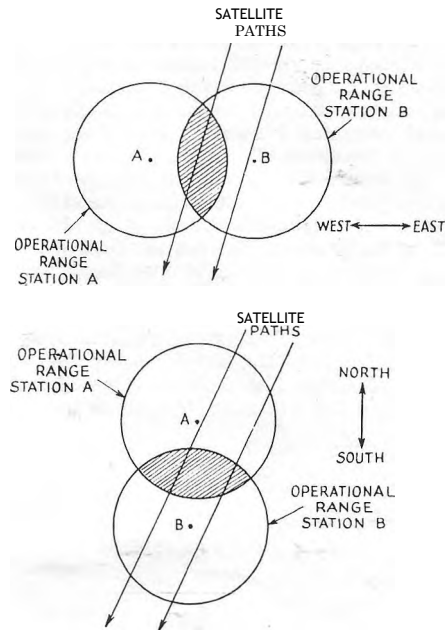 SATELLITE
PATHS
OPERATIONAL
RANGE
STATION B
A
B
WEST
EAST
OPERATIONAL
RANGE
STATION A
SATELLITE
PATHS
OPERATIONAL
RANGE
STATION A
NORTH
A
SOUTH
OPERATIONAL
RANGE
STATION B
B